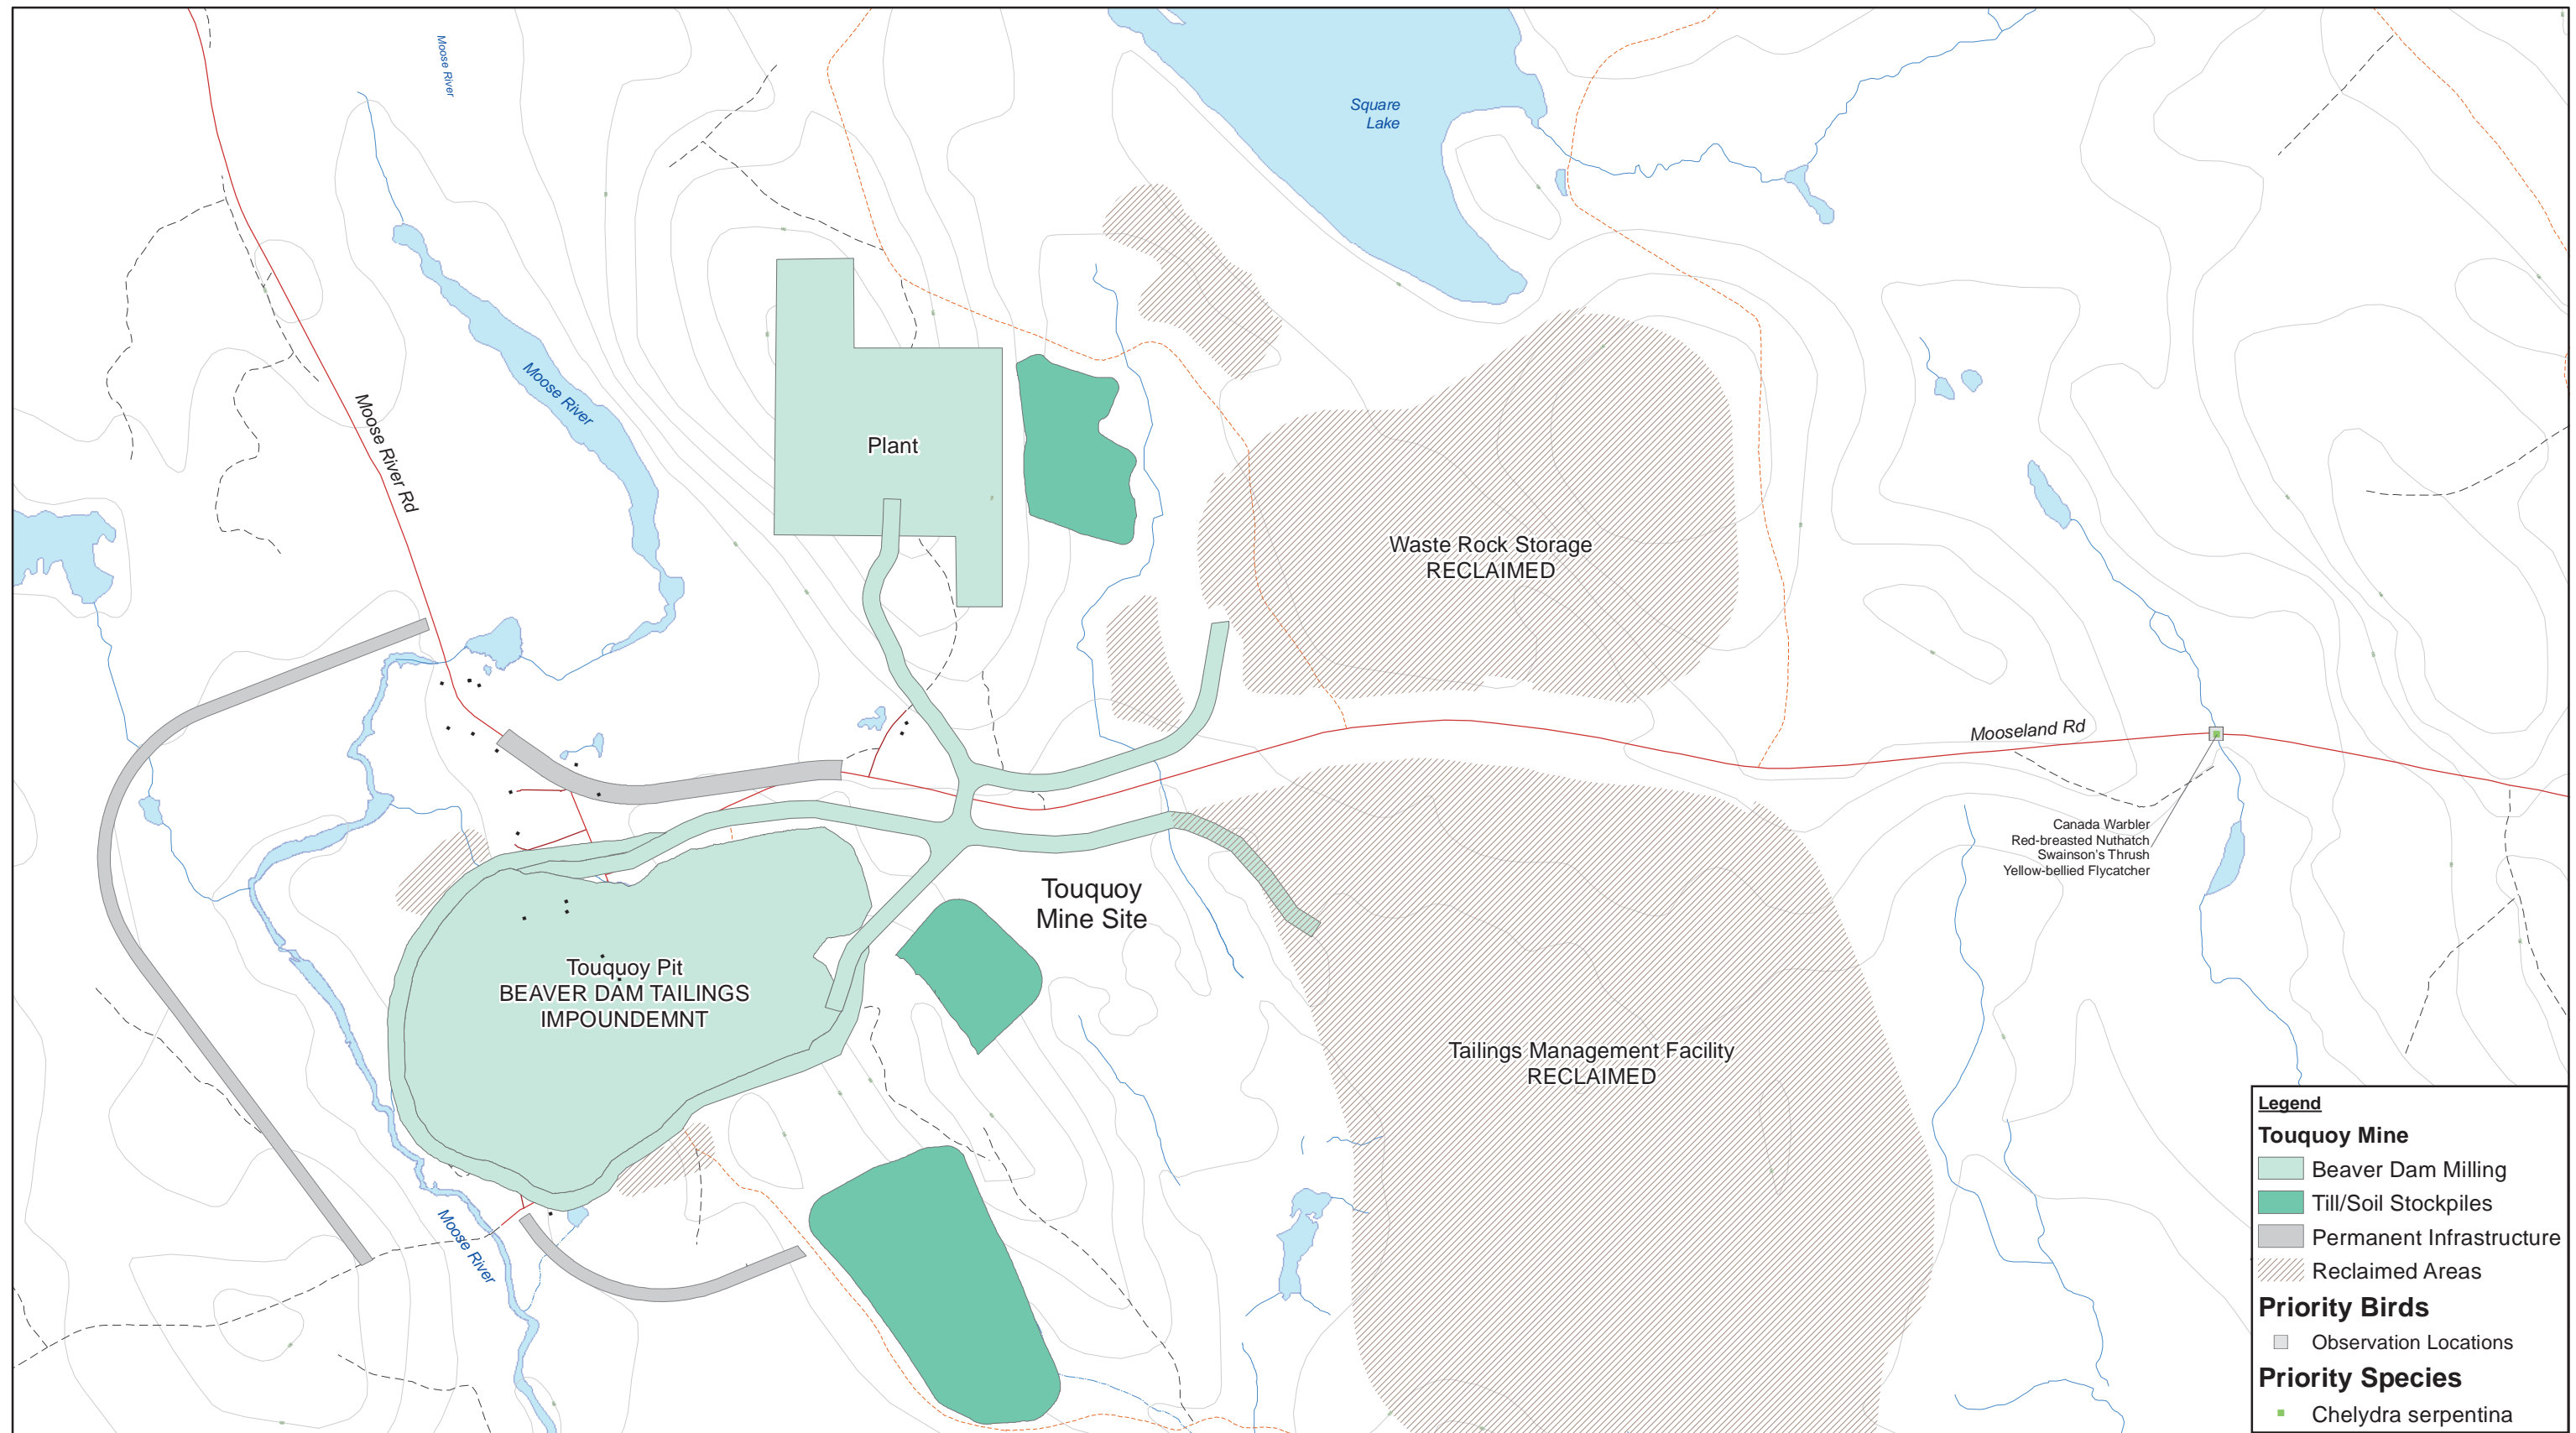 Moose River
Square
Lake
Moose River
Moose River Rd
Plant
Waste Rock Storage
RECLAIMED
Mooseland Rd
Canada Warbler
Red-breasted Nuthatch
Swainson's Thrush
Yellow-bellied Flycatcher
Touquoy
Mine Site
Touquoy Pit
BEAVER DAM TAILINGS
IMPOUNDEMNT
Tailings Management Facility
RECLAIMED
Moose River
Legend
Touquoy Mine
Beaver Dam Milling
Till/Soil Stockpiles
Permanent Infrastructure
Reclaimed Areas
Priority Birds
Observation Locations
Priority Species
Chelydra serpentina